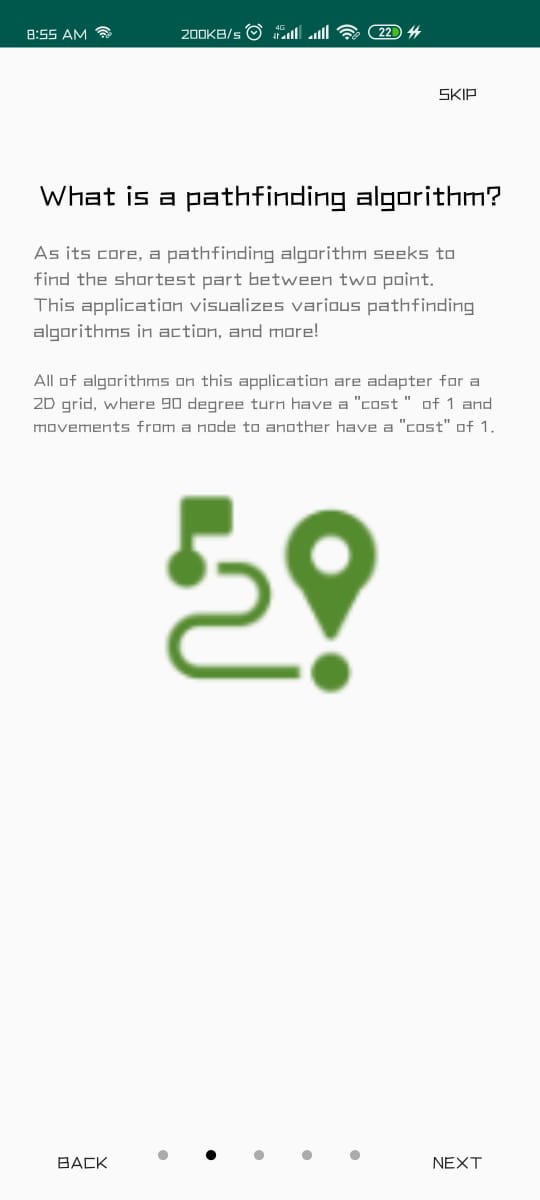 8:55 AM 200KB/s 4G 22
SKIP
What is a pathfinding algorithm?
As its core, a pathfinding algorithm seeks to
find the shortest part between two point.
This application visualizes various pathfinding
algorithms in action, and more!
All of algorithms on this application are adapter for a
2D grid, where 90 degree turn have a "cost " of 1 and
movements from a node to another have a "cost" of 1.
BACK NEXT